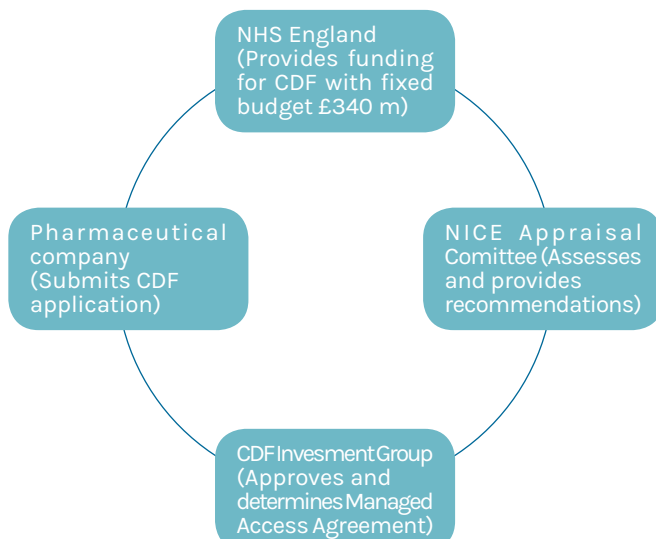 NHS England
(Provides funding
for CDF with fixed
budget £340 m)
Pharmaceutical
company
(Submits CDF
application)
NICE Appraisal
Comittee (Assesses
and provides
recommendations)
CDF Invesment Group
(Approves and
determines Managed
Access Agreement)